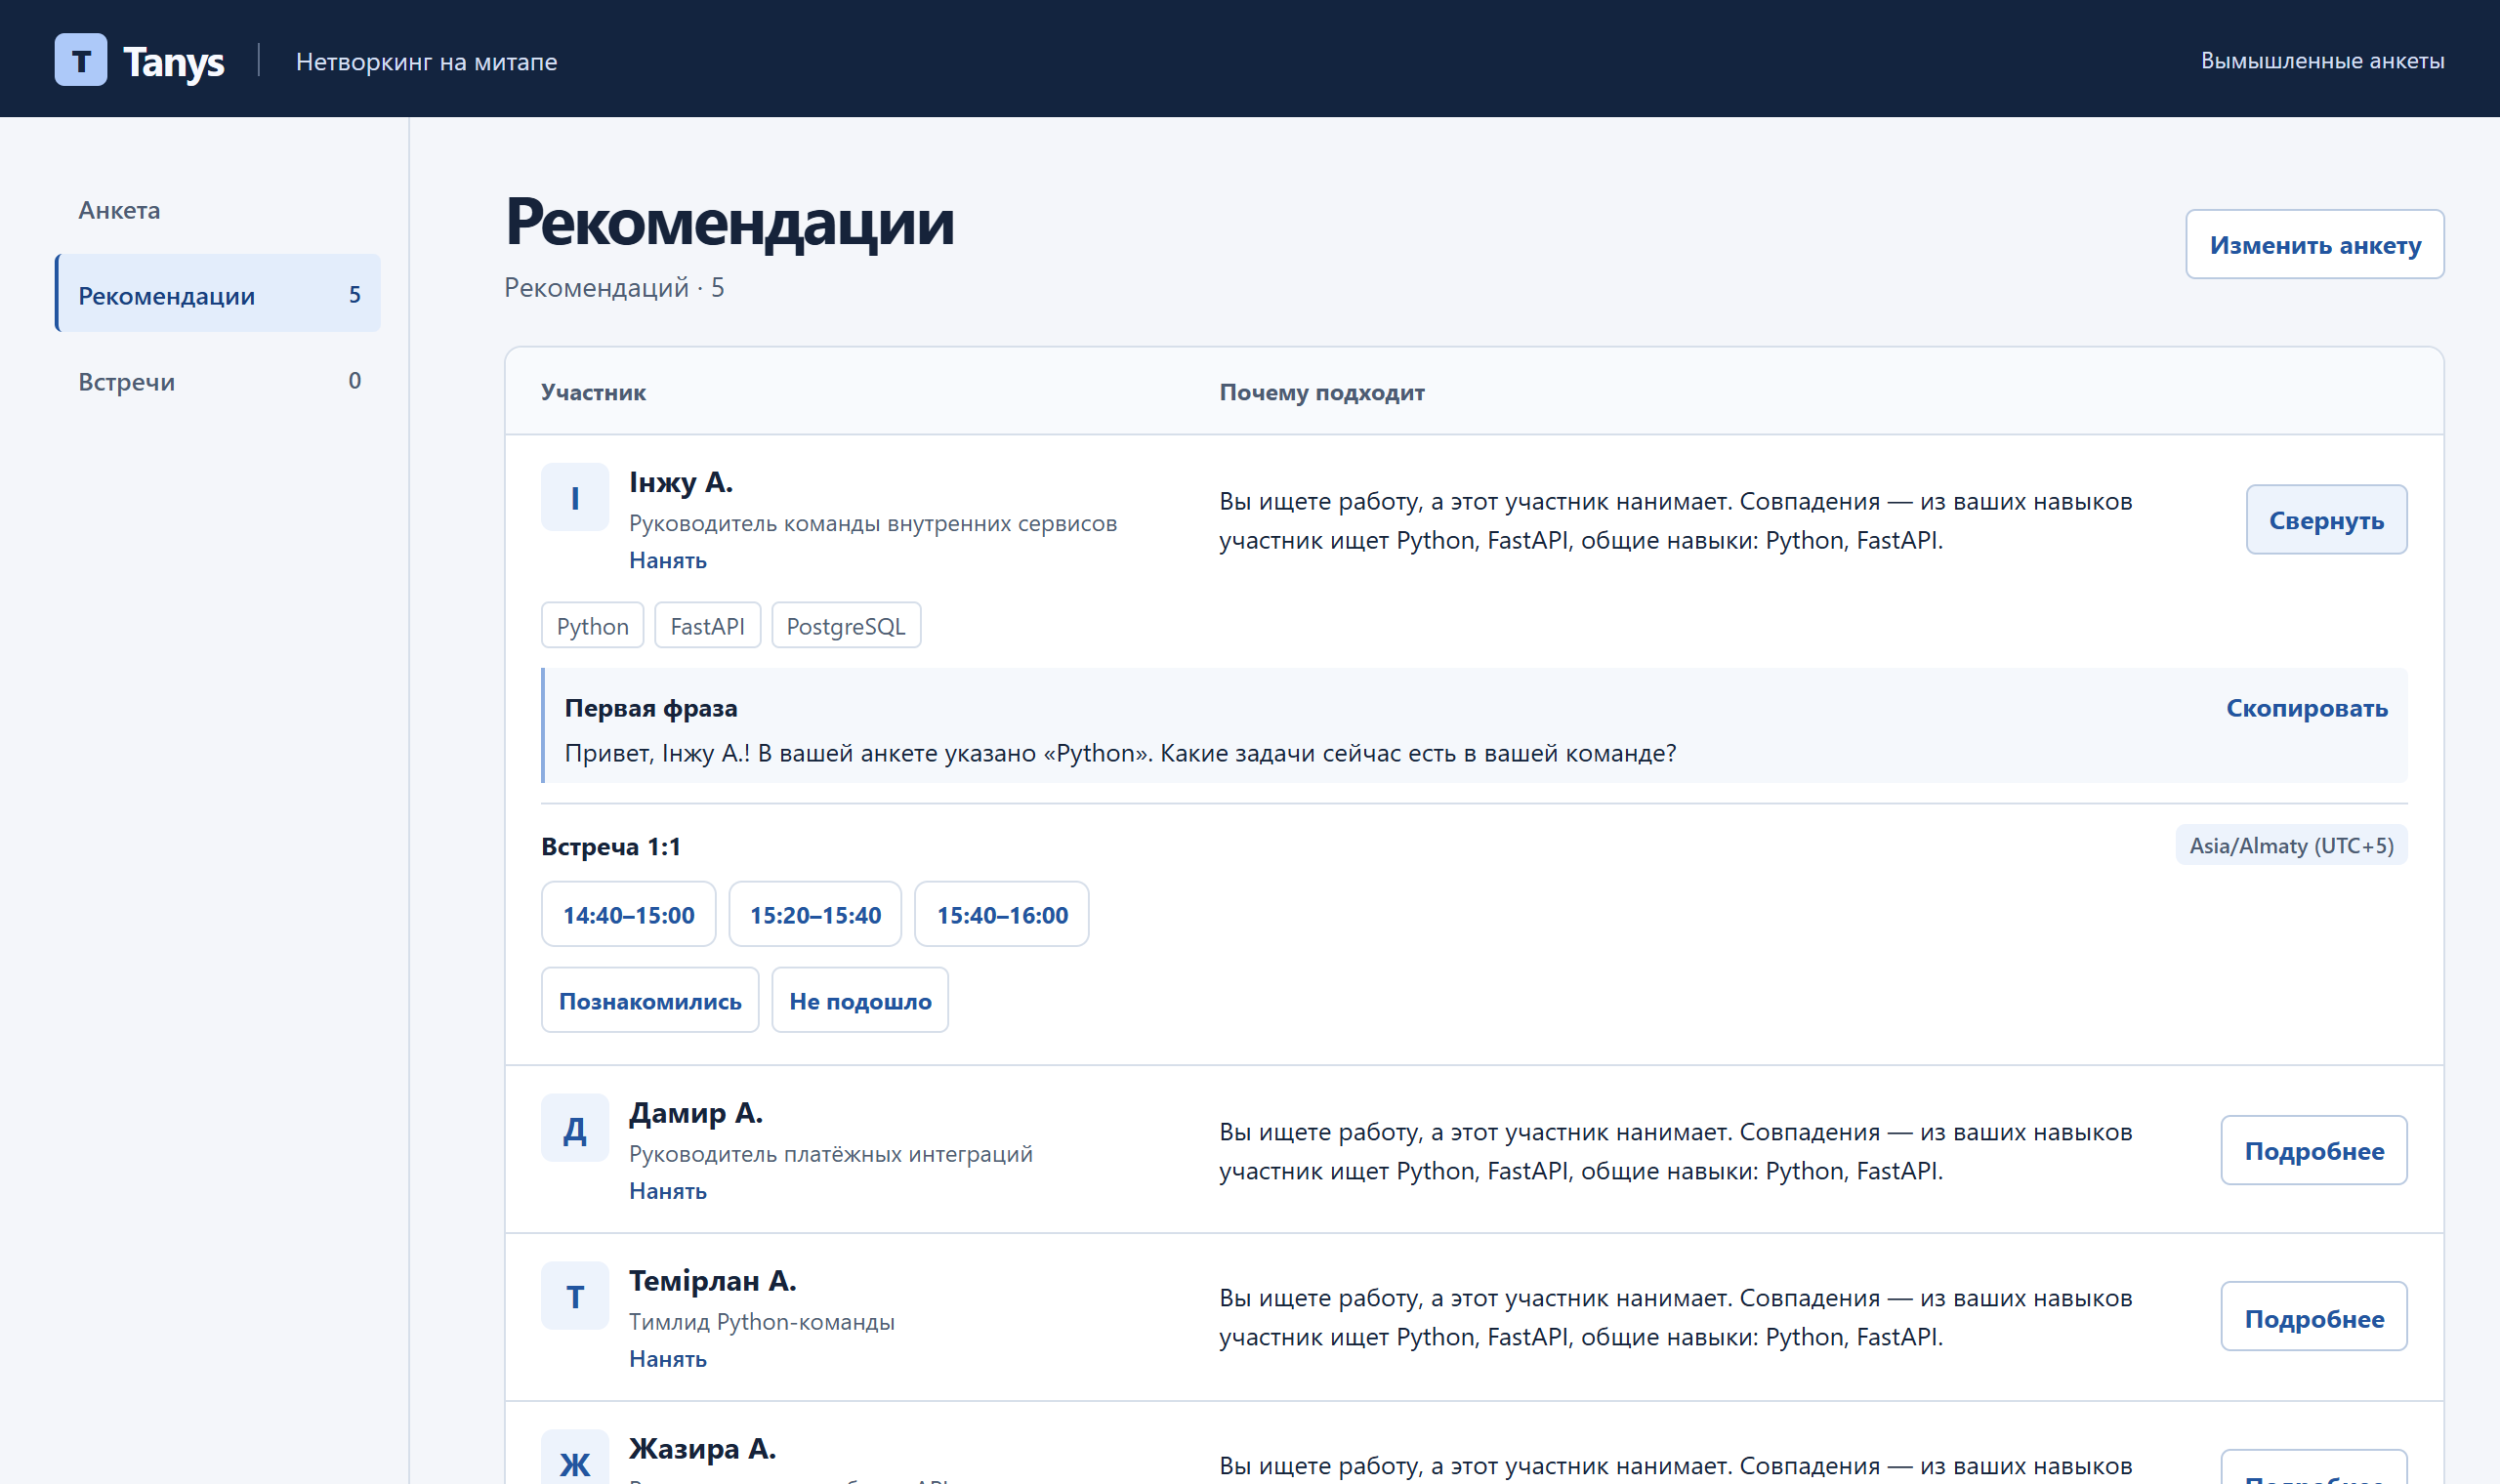 T Tanys Нетворкинг на митапе Вымышленные анкеты
Анкета
Рекомендации 5
Встречи 0
Рекомендации
Рекомендаций · 5
Изменить анкету
Участник Почему подходит
І
Інжу А.
Руководитель команды внутренних сервисов
Нанять
Вы ищете работу, а этот участник нанимает. Совпадения — из ваших навыков
участник ищет Python, FastAPI, общие навыки: Python, FastAPI.
Свернуть
Python FastAPI PostgreSQL
Первая фраза Скопировать
Привет, Інжу А.! В вашей анкете указано «Python». Какие задачи сейчас есть в вашей команде?
Встреча 1:1 Asia/Almaty (UTC+5)
14:40–15:00 15:20–15:40 15:40–16:00
Познакомились Не подошло
Д
Дамир А.
Руководитель платёжных интеграций
Нанять
Вы ищете работу, а этот участник нанимает. Совпадения — из ваших навыков
участник ищет Python, FastAPI, общие навыки: Python, FastAPI.
Подробнее
Т
Темірлан А.
Тимлид Python-команды
Нанять
Вы ищете работу, а этот участник нанимает. Совпадения — из ваших навыков
участник ищет Python, FastAPI, общие навыки: Python, FastAPI.
Подробнее
Ж
Жазира А.
Вы ищете работу, а этот участник нанимает. Совпадения — из ваших навыков
Подробнее